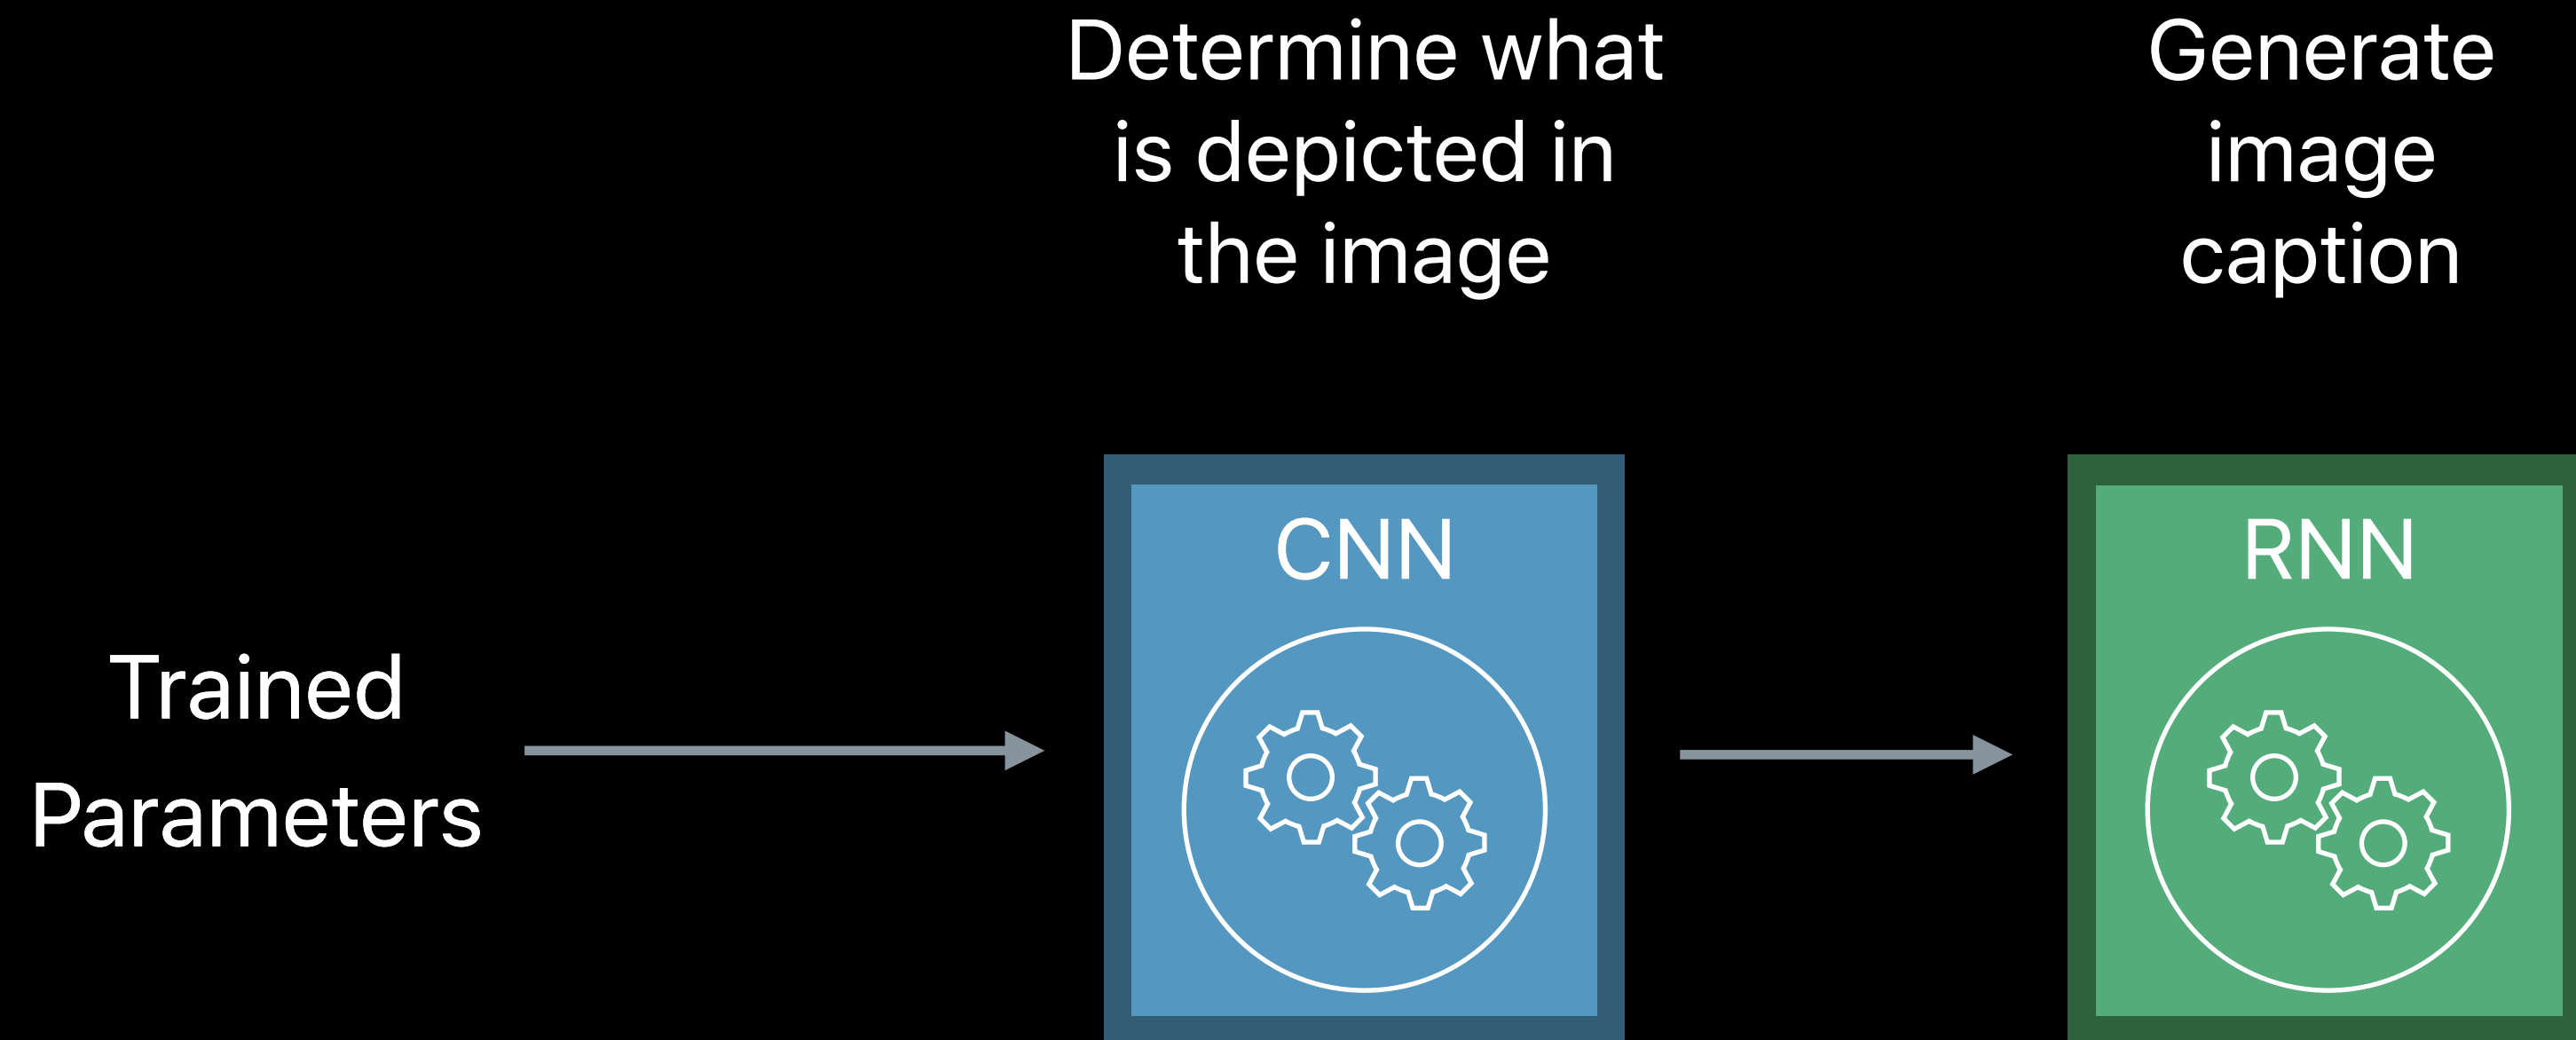 Determine what
is depicted in
the image
Generate
image
caption
Trained
Parameters
CNN
RNN